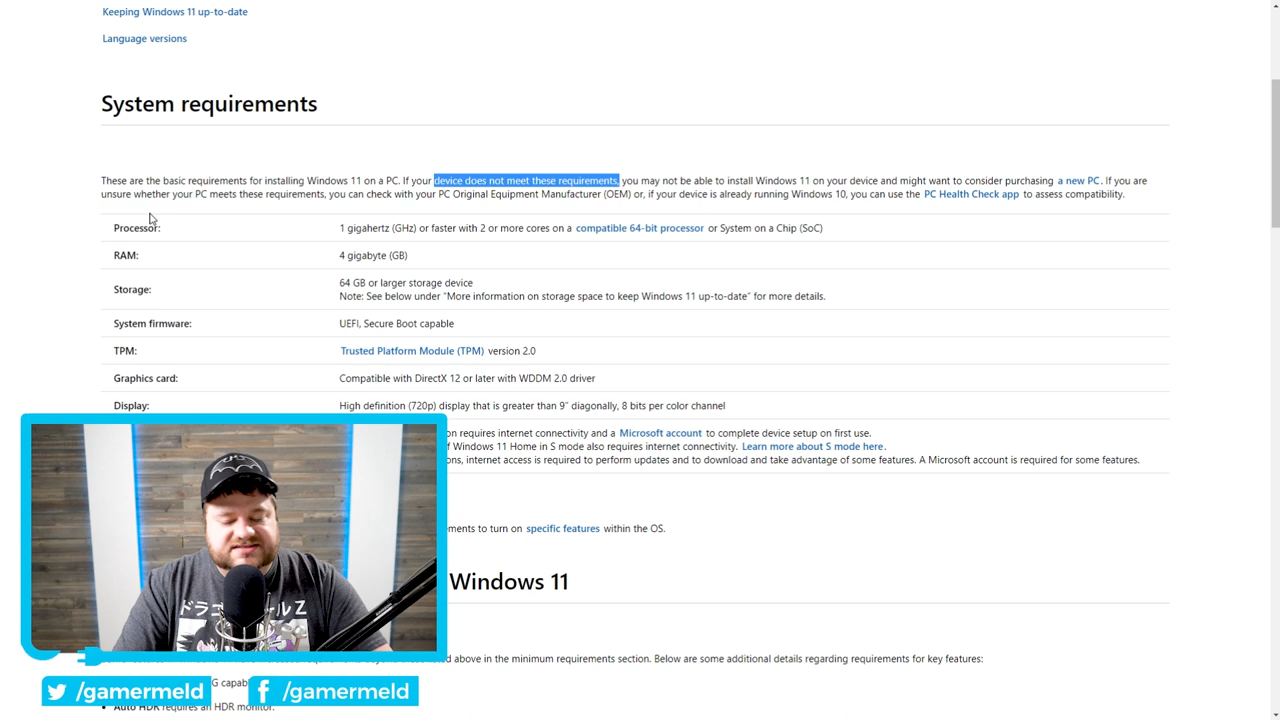 Keeping Windows 11 up-to-date
Language versions
System requirements
These are the basic requirements for installing Windows 11 on a PC. If your device does not meet these requirements, you may not be able to install Windows 11 on your device and might want to consider purchasing a new PC. If you are
unsure whether your PC meets these requirements, you can check with your PC Original Equipment Manufacturer (OEM) or, if your device is already running Windows 10, you can use the PC Health Check app to assess compatibility.
Processor: 1 gigahertz (GHz) or faster with 2 or more cores on a compatible 64-bit processor or System on a Chip (SoC)
RAM: 4 gigabyte (GB)
Storage: 64 GB or larger storage device
Note: See below under “More information on storage space to keep Windows 11 up-to-date” for more details.
System firmware: UEFI, Secure Boot capable
TPM: Trusted Platform Module (TPM) version 2.0
Graphics card: Compatible with DirectX 12 or later with WDDM 2.0 driver
Display: High definition (720p) display that is greater than 9” diagonally, 8 bits per color channel
requires internet connectivity and a Microsoft account to complete device setup on first use.
Windows 11 Home in S mode also requires internet connectivity. Learn more about S mode here.
internet access is required to perform updates and to download and take advantage of some features. A Microsoft account is required for some features.
to turn on specific features within the OS.
Windows 11
above in the minimum requirements section. Below are some additional details regarding requirements for key features:
Auto HDR requires an HDR monitor.
ドラ
ル Z
/gamermeld
/gamermeld